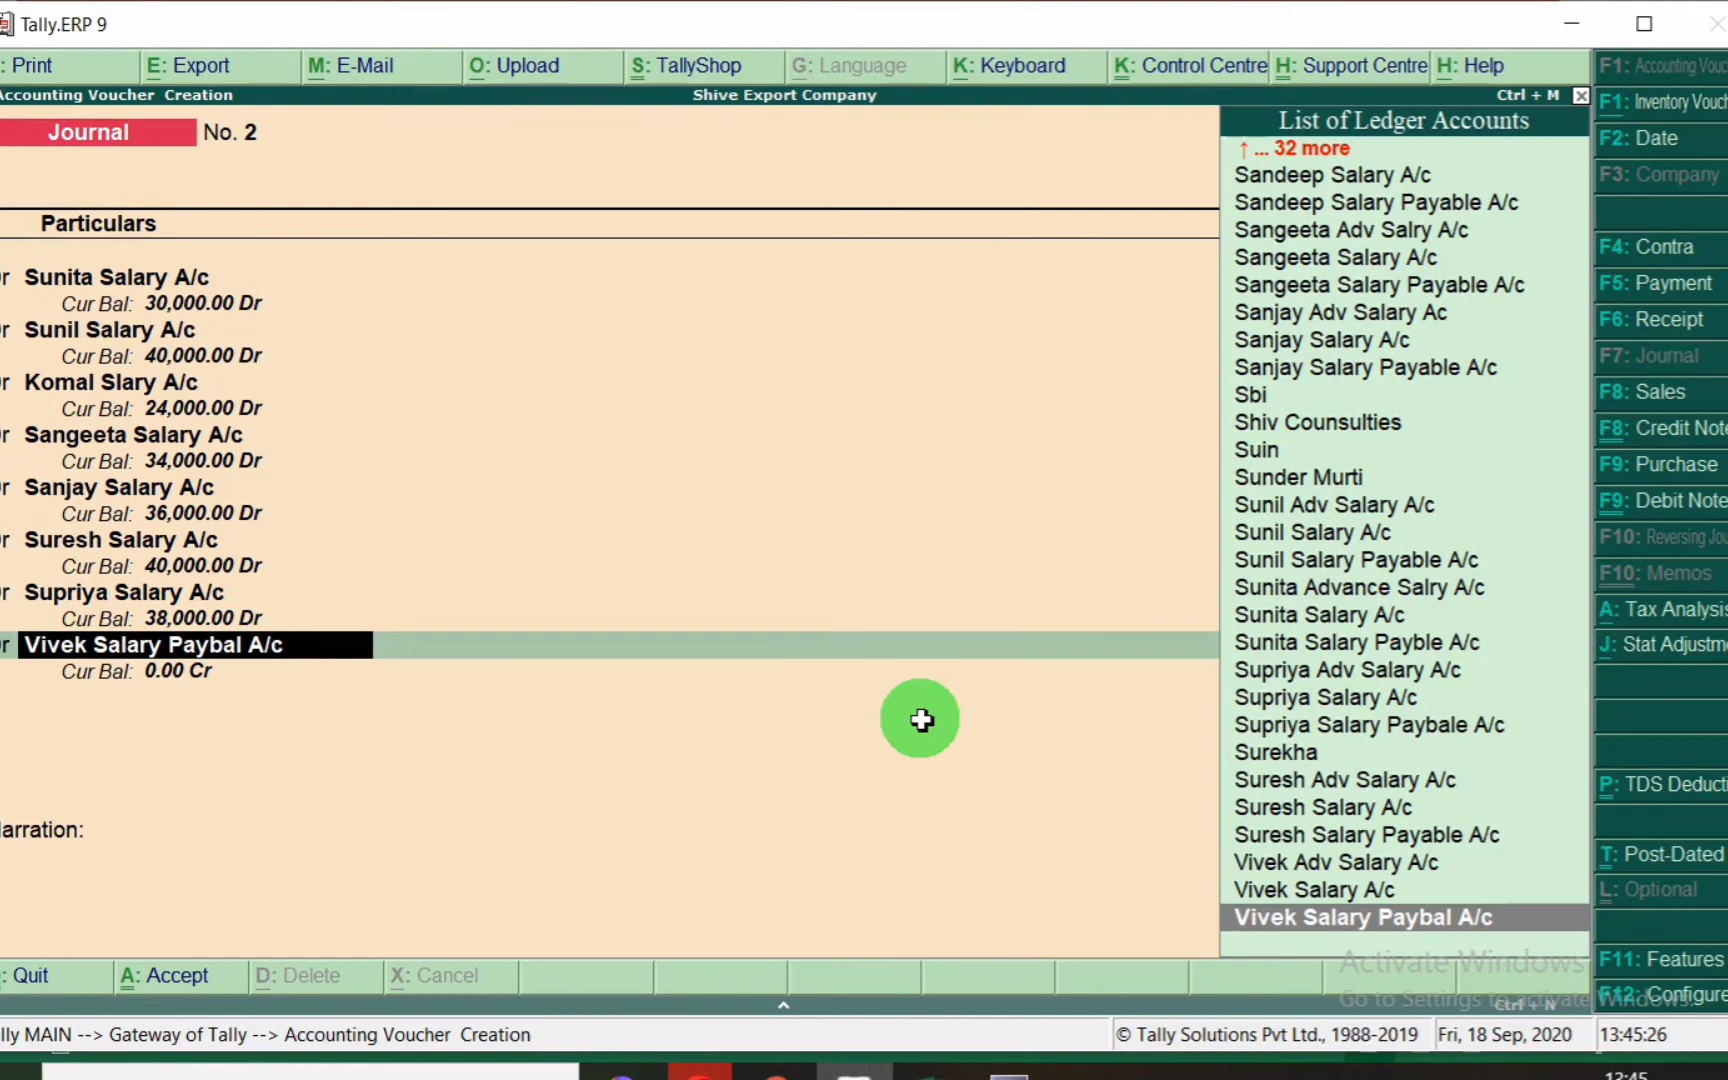 Tally.ERP 9
: Print
E: Export
M: E-Mail
O: Upload
S: TallyShop
G: Language
K: Keyboard
K: Control Centre
H: Support Centre
H: Help
Accounting Voucher Creation
Shive Export Company
Ctrl + M
Journal No. 2
Particulars
Sunita Salary A/c
Cur Bal: 30,000.00 Dr
Sunil Salary A/c
Cur Bal: 40,000.00 Dr
Komal Slary A/c
Cur Bal: 24,000.00 Dr
Sangeeta Salary A/c
Cur Bal: 34,000.00 Dr
Sanjay Salary A/c
Cur Bal: 36,000.00 Dr
Suresh Salary A/c
Cur Bal: 40,000.00 Dr
Supriya Salary A/c
Cur Bal: 38,000.00 Dr
Vivek Salary Paybal A/c
Cur Bal: 0.00 Cr
arration:
List of Ledger Accounts
↑ ... 32 more
Sandeep Salary A/c
Sandeep Salary Payable A/c
Sangeeta Adv Salry A/c
Sangeeta Salary A/c
Sangeeta Salary Payable A/c
Sanjay Adv Salary Ac
Sanjay Salary A/c
Sanjay Salary Payable A/c
Sbi
Shiv Counsulties
Suin
Sunder Murti
Sunil Adv Salary A/c
Sunil Salary A/c
Sunil Salary Payable A/c
Sunita Advance Salry A/c
Sunita Salary A/c
Sunita Salary Payble A/c
Supriya Adv Salary A/c
Supriya Salary A/c
Supriya Salary Paybale A/c
Surekha
Suresh Adv Salary A/c
Suresh Salary A/c
Suresh Salary Payable A/c
Vivek Adv Salary A/c
Vivek Salary A/c
Vivek Salary Paybal A/c
F1: Accounting Vouc
F1: Inventory Vouch
F2: Date
F3: Company
F4: Contra
F5: Payment
F6: Receipt
F7: Journal
F8: Sales
F8: Credit Note
F9: Purchase
F9: Debit Note
F10: Reversing Jou
F10: Memos
A: Tax Analysis
J: Stat Adjustme
P: TDS Deducti
T: Post-Dated
L: Optional
F11: Features
F12: Configure
Activate Windows
Go to Settings to activate Windows.
: Quit
A: Accept
D: Delete
X: Cancel
Ctrl + N
lly MAIN --> Gateway of Tally --> Accounting Voucher Creation
© Tally Solutions Pvt Ltd., 1988-2019
Fri, 18 Sep, 2020
13:45:26
13:45